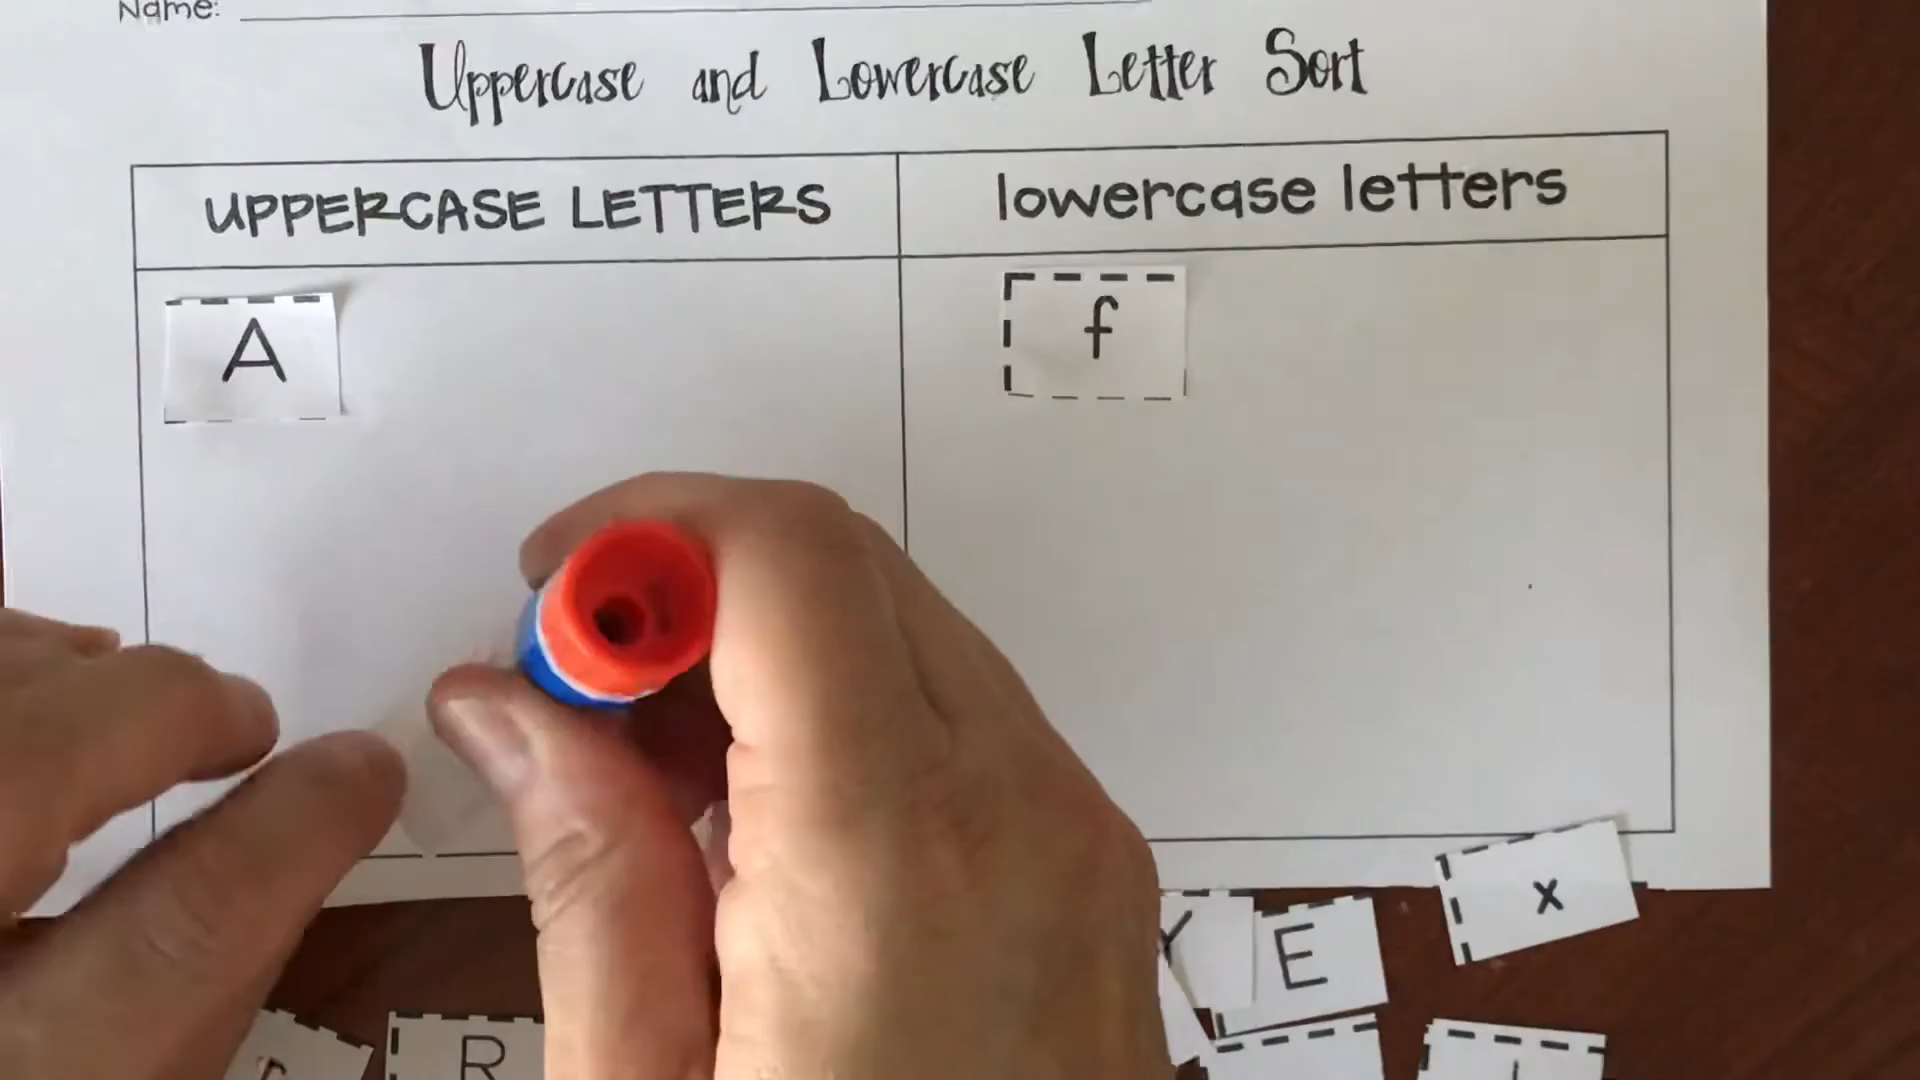 Name:
Uppercase and Lowercase Letter Sort
UPPERCASE LETTERS
lowercase letters
A
f
x
Y
E
R